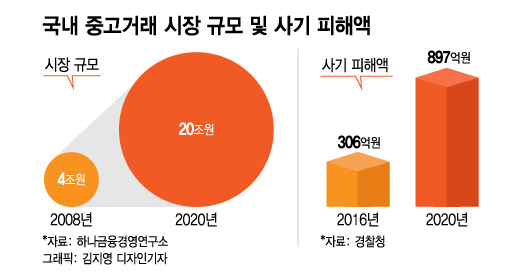 국내 중고거래 시장 규모 및 사기 피해액
시장 규모
4조원
20조원
2008년
2020년
*자료: 하나금융경영연구소
그래픽: 김지영 디자인기자
사기 피해액
306억원
897억원
2016년
2020년
*자료: 경찰청